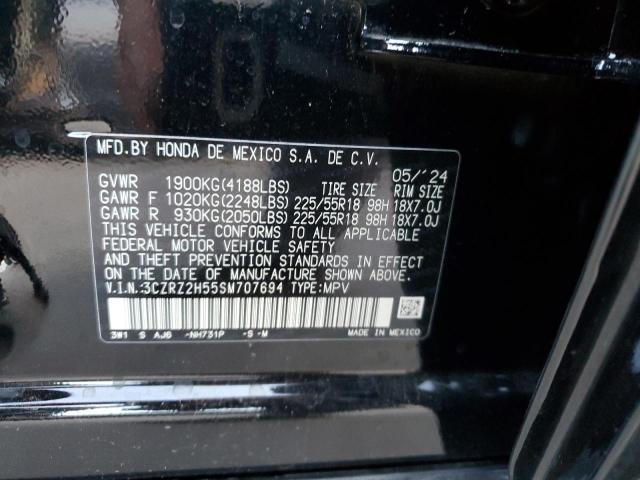 MFD.BY HONDA DE MEXICO S.A. DE C.V.
05/'24
GVWR 1900KG(4188LBS) TIRE SIZE RIM SIZE
GAWR F 1020KG(2248LBS) 225/55R18 98H 18X7.0J
GAWR R 930KG(2050LBS) 225/55R18 98H 18X7.0J
THIS VEHICLE CONFORMS TO ALL APPLICABLE
FEDERAL MOTOR VEHICLE SAFETY
AND THEFT PREVENTION STANDARDS IN EFFECT
ON THE DATE OF MANUFACTURE SHOWN ABOVE.
V.I.N.:3CZRZ2H55SM707694 TYPE:MPV
3W1 S AJ6 -NH731P -S-M MADE IN MEXICO